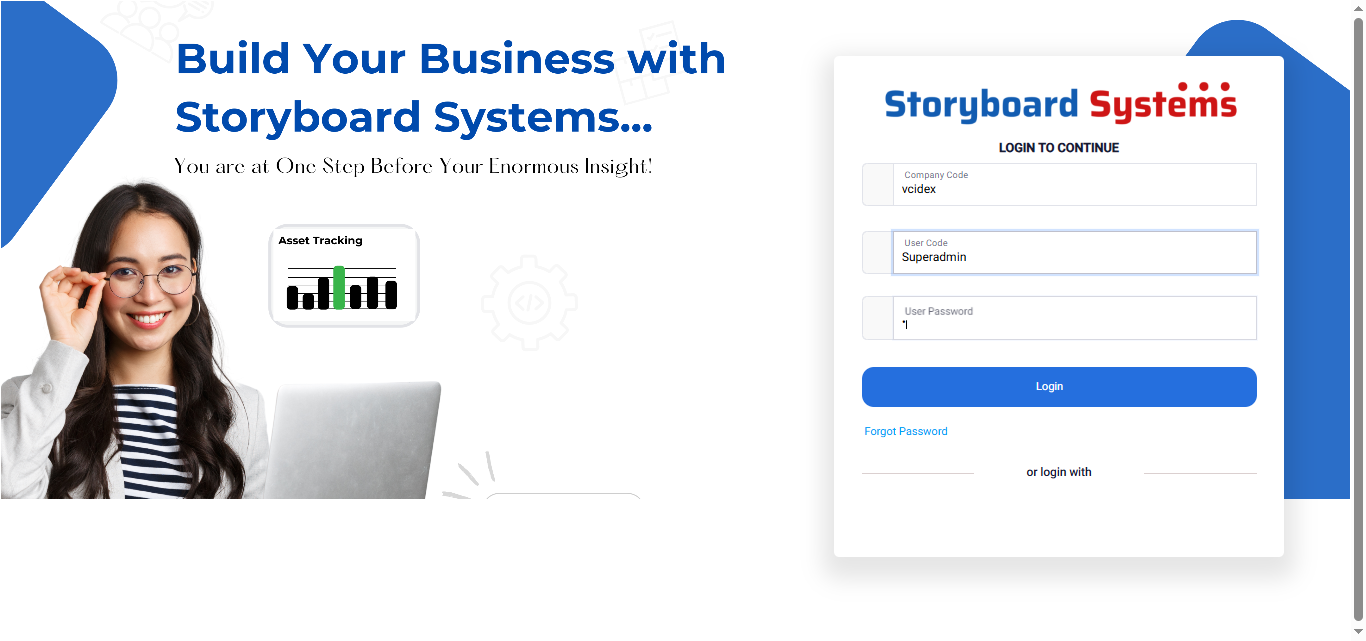 Build Your Business with
Storyboard Systems...
You are at One Step Before Your Enormous Insight!
Asset Tracking
Storyboard Systems
LOGIN TO CONTINUE
Company Code
vcidex
User Code
Superadmin
User Password
Login
Forgot Password
or login with